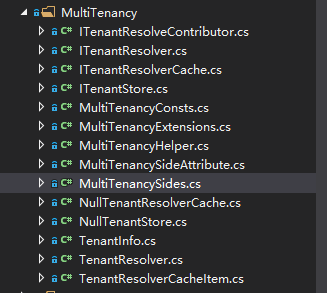 MultiTenancy
C# ITenantResolveContributor.cs
C# ITenantResolver.cs
C# ITenantResolverCache.cs
C# ITenantStore.cs
C# MultiTenancyConsts.cs
C# MultiTenancyExtensions.cs
C# MultiTenancyHelper.cs
C# MultiTenancySideAttribute.cs
C# MultiTenancySides.cs
C# NullTenantResolverCache.cs
C# NullTenantStore.cs
C# TenantInfo.cs
C# TenantResolver.cs
C# TenantResolverCacheItem.cs